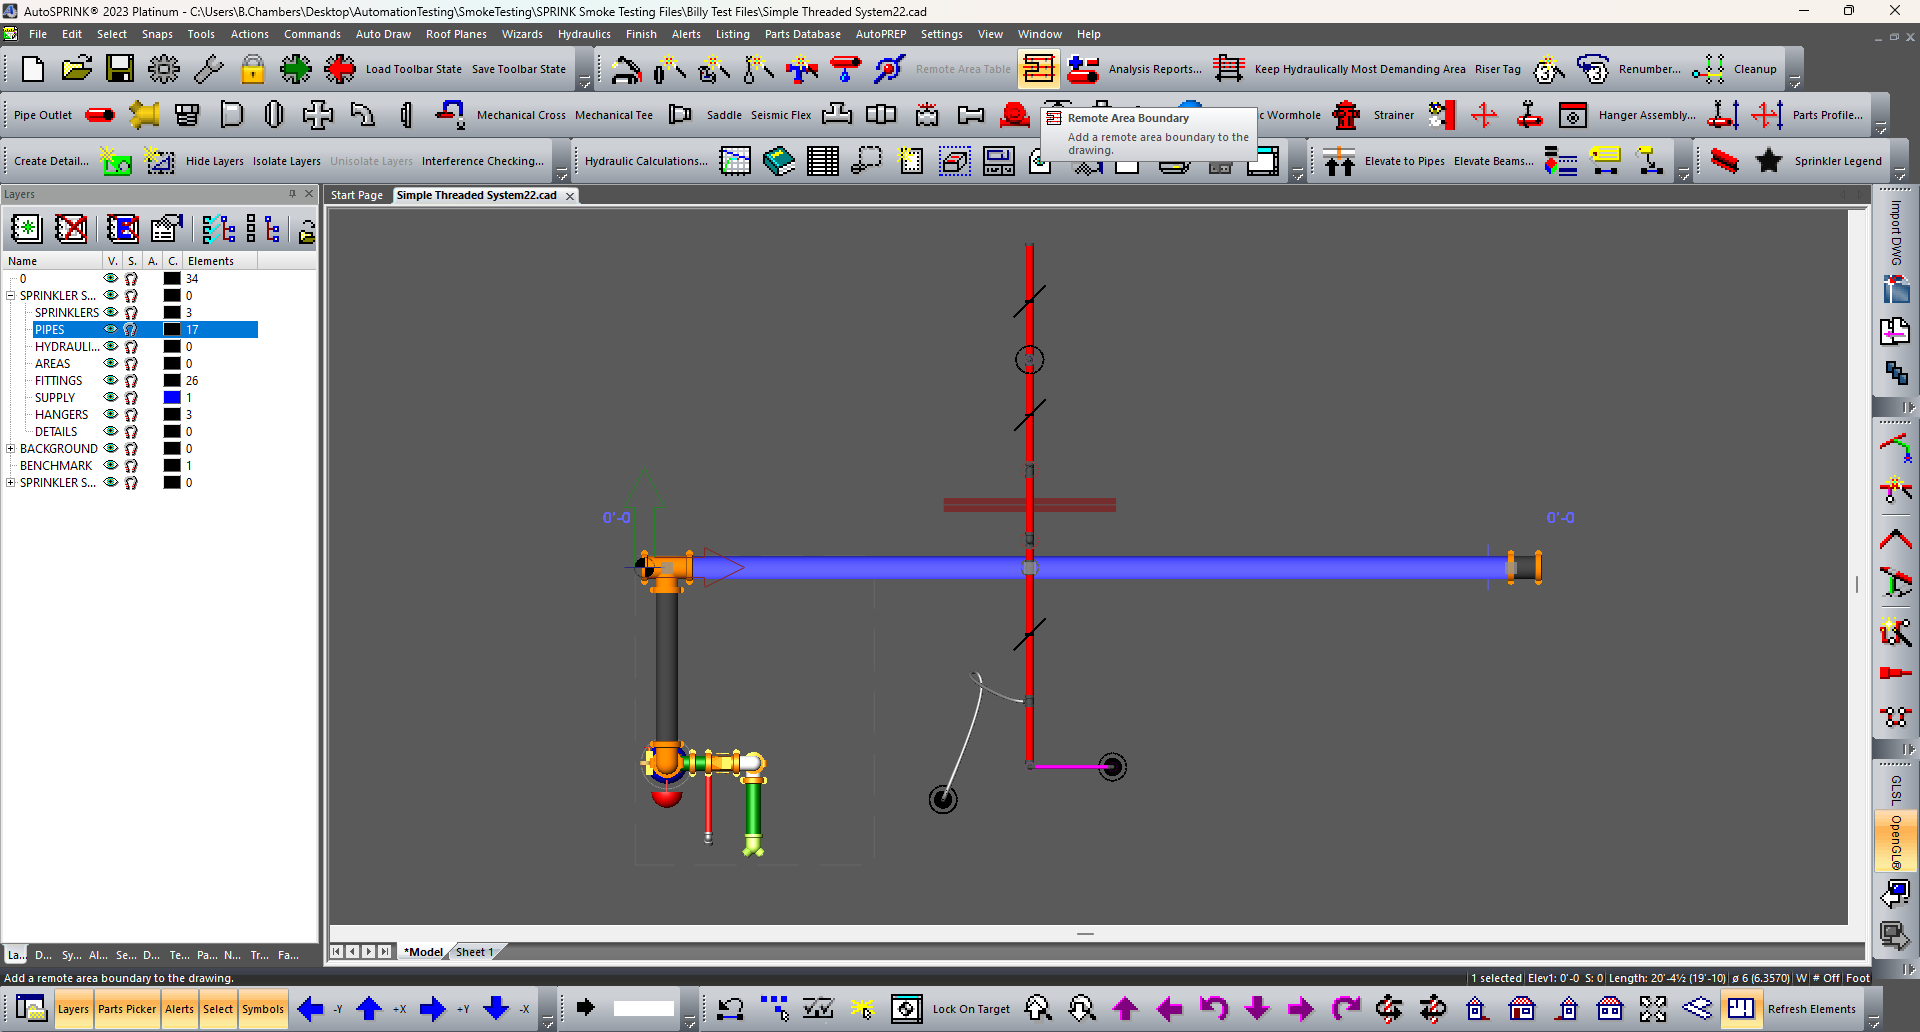 AutoSPRINK® 2023 Platinum - C:\Users\B.Chambers\Desktop\AutomationTesting\SmokeTesting\SPRINK Smoke Testing Files\Billy Test Files\Simple Threaded System22.cad
File Edit Select Snaps Tools Actions Commands Auto Draw Roof Planes Wizards Hydraulics Finish Alerts Listing Parts Database AutoPREP Settings View Window Help
Load Toolbar State Save Toolbar State Remote Area Table Analysis Reports... Keep Hydraulically Most Demanding Area Riser Tag Renumber... Cleanup
Pipe Outlet Mechanical Cross Mechanical Tee Saddle Seismic Flex c Wormhole Strainer Hanger Assembly... Parts Profile...
Remote Area Boundary
Add a remote area boundary to the
drawing.
Create Detail... Hide Layers Isolate Layers Unisolate Layers Interference Checking... Hydraulic Calculations... Elevate to Pipes Elevate Beams... Sprinkler Legend
Layers
Start Page Simple Threaded System22.cad
Name V. S. A. C. Elements
0 34
SPRINKLER S... 0
SPRINKLERS 3
PIPES 17
HYDRAULI... 0
AREAS 0
FITTINGS 26
SUPPLY 1
HANGERS 3
DETAILS 0
BACKGROUND 0
BENCHMARK 1
SPRINKLER S... 0
0'-0
0'-0
Import DWG
GLSL
OpenGL®
La... D... Sy... Al... Se... D... Te... Pa... N... Tr... Fa...
*Model Sheet 1
Add a remote area boundary to the drawing.
1 selected Elev1: 0'-0 S: 0 Length: 20'-4½ (19'-10) ø 6 (6.3570) W # Off Foot
Layers Parts Picker Alerts Select Symbols -Y +X +Y -X Lock On Target Refresh Elements